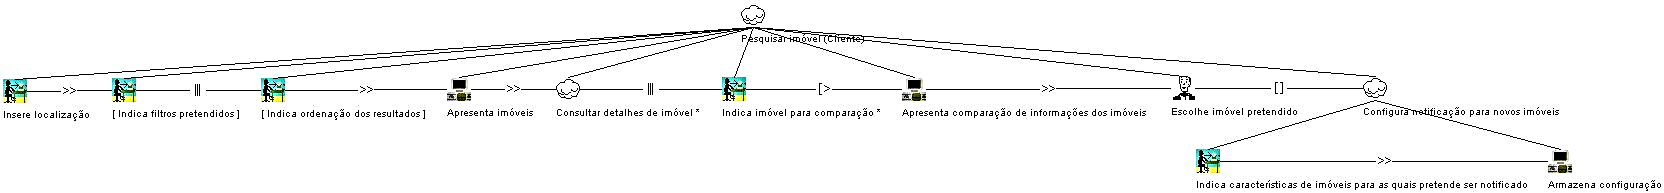 Pesquisar imóvel (Cliente)
>> ||| >> >> ||| [> >> []
Insere localização [ Indica filtros pretendidos ] [ Indica ordenação dos resultados ] Apresenta imóveis Consultar detalhes de imóvel * Indica imóvel para comparação * Apresenta comparação de informações dos imóveis Escolhe imóvel pretendido Configura notificação para novos imóveis
>>
Indica características de imóveis para as quais pretende ser notificado Armazena configuração